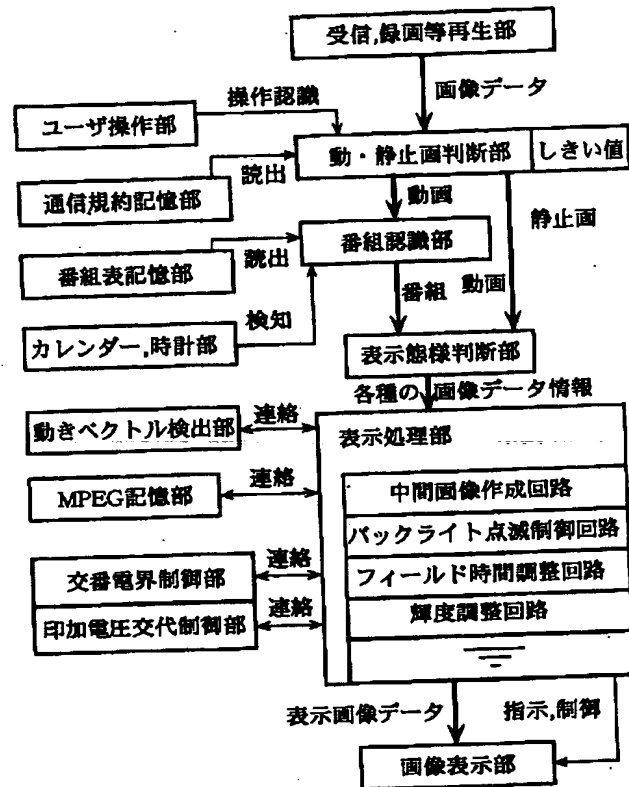 受信,録画等再生部
画像データ
操作認識
ユーザ操作部
動・静止画判断部
しきい値
読出
通信規約記憶部
動画
静止画
番組認識部
番組表記憶部
読出
番組
動画
検知
カレンダー,時計部
表示態様判断部
各種の画像データ情報
動きベクトル検出部
連絡
表示処理部
MPEG記憶部
連絡
中間画像作成回路
バックライト点滅制御回路
交番電界制御部
連絡
フィールド時間調整回路
印加電圧交代制御部
連絡
輝度調整回路
表示画像データ
指示,制御
画像表示部